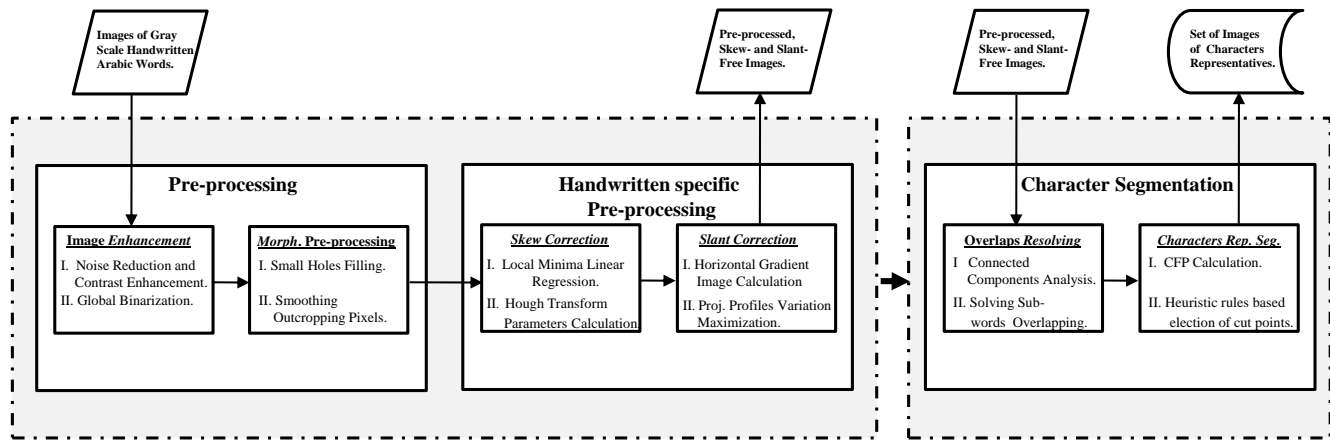 Images of Gray
Scale Handwritten
Arabic Words.
Pre-processed,
Skew- and Slant-
Free Images.
Pre-processed,
Skew- and Slant-
Free Images.
Set of Images
of Characters
Representatives.
Pre-processing
Image Enhancement
I. Noise Reduction and
Contrast Enhancement.
II. Global Binarization.
Morph. Pre-processing
I. Small Holes Filling.
II. Smoothing
Outcropping Pixels.
Handwritten specific
Pre-processing
Skew Correction
I. Local Minima Linear
Regression.
II. Hough Transform
Parameters Calculation
Slant Correction
I. Horizontal Gradient
Image Calculation
II. Proj. Profiles Variation
Maximization.
Character Segmentation
Overlaps Resolving
I Connected
Components Analysis.
II. Solving Sub-
words Overlapping.
Characters Rep. Seg.
I. CFP Calculation.
II. Heuristic rules based
election of cut points.